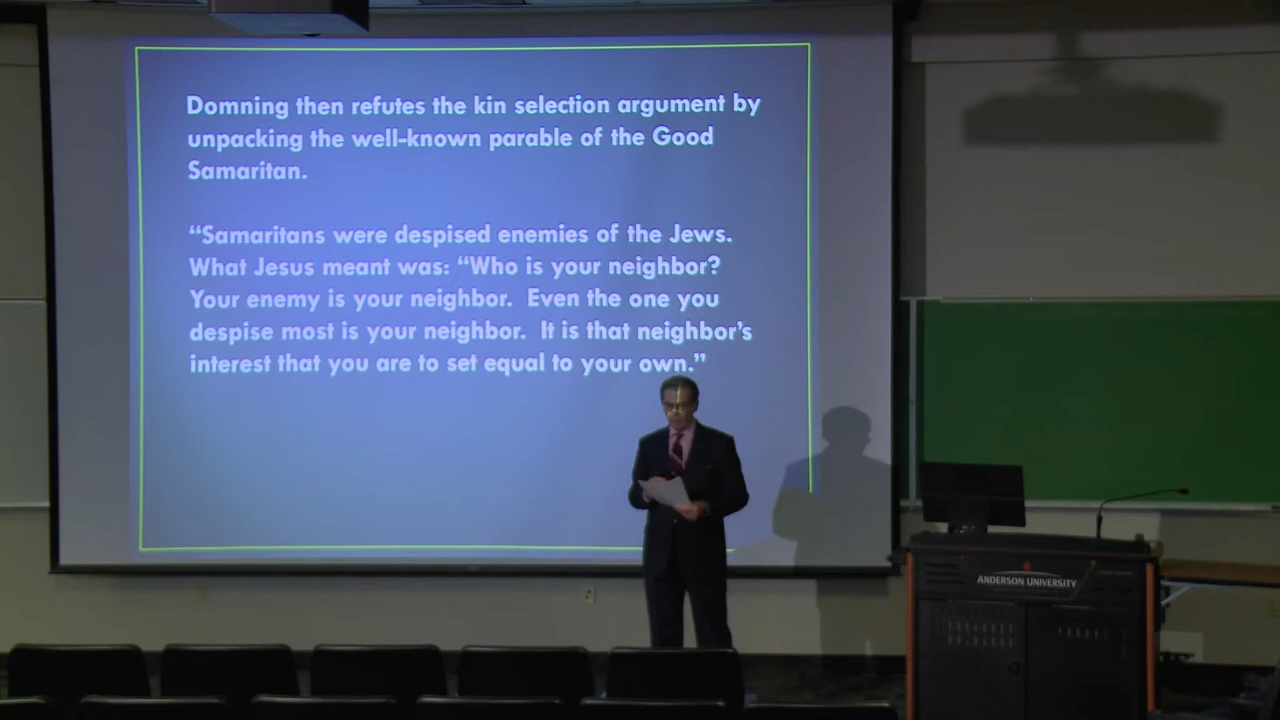 Domning then refutes the kin selection argument by
unpacking the well-known parable of the Good
Samaritan.
“Samaritans were despised enemies of the Jews.
What Jesus meant was: “Who is your neighbor?
Your enemy is your neighbor. Even the one you
despise most is your neighbor. It is that neighbor’s
interest that you are to set equal to your own.”
ANDERSON UNIVERSITY